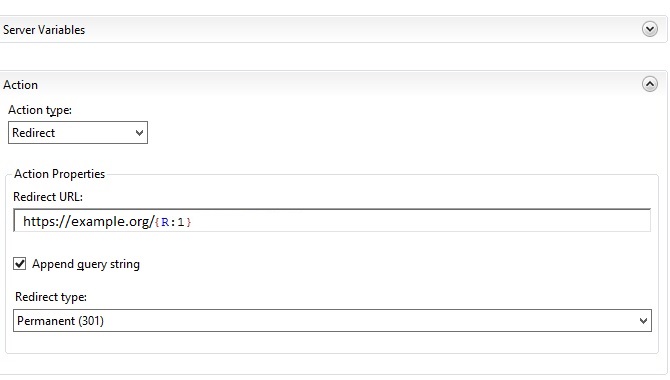 Server Variables
Action
Action type:
Redirect
Action Properties
Redirect URL:
https://example.org/{R:1}
Append query string
Redirect type:
Permanent (301)